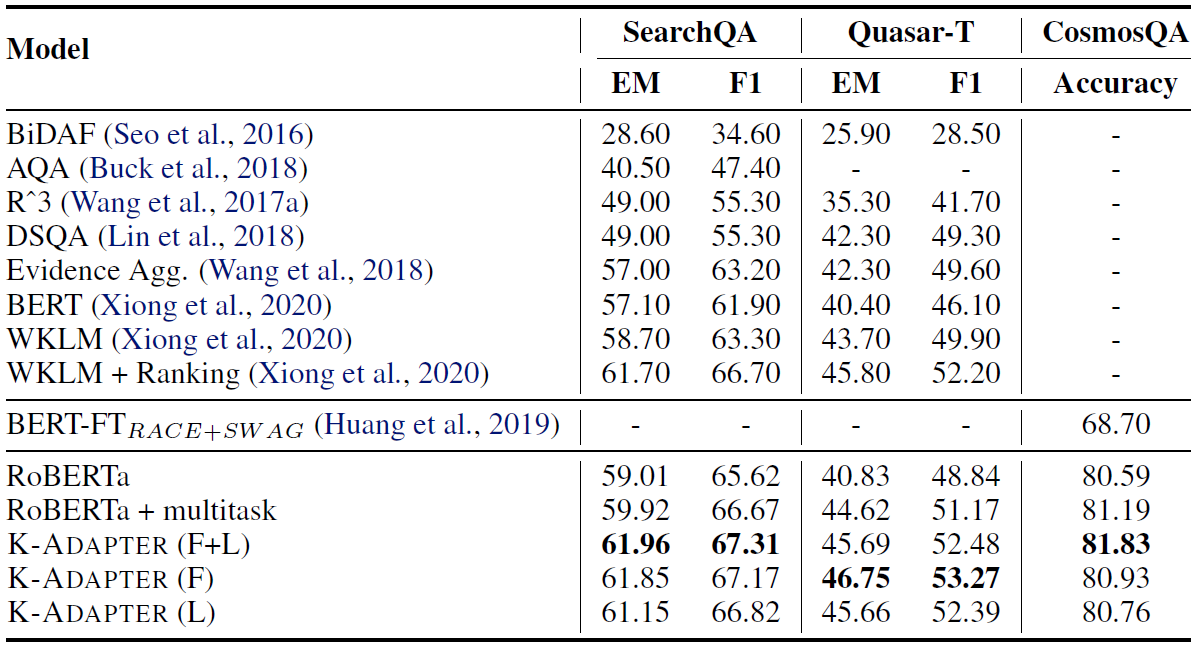 Model SearchQA Quasar-T CosmosQA
EM F1 EM F1 Accuracy
BiDAF (Seo et al., 2016) 28.60 34.60 25.90 28.50 -
AQA (Buck et al., 2018) 40.50 47.40 - - -
Rˆ3 (Wang et al., 2017a) 49.00 55.30 35.30 41.70 -
DSQA (Lin et al., 2018) 49.00 55.30 42.30 49.30 -
Evidence Agg. (Wang et al., 2018) 57.00 63.20 42.30 49.60 -
BERT (Xiong et al., 2020) 57.10 61.90 40.40 46.10 -
WKLM (Xiong et al., 2020) 58.70 63.30 43.70 49.90 -
WKLM + Ranking (Xiong et al., 2020) 61.70 66.70 45.80 52.20 -
BERT-FTRACE+SWAG (Huang et al., 2019) - - - - 68.70
RoBERTa 59.01 65.62 40.83 48.84 80.59
RoBERTa + multitask 59.92 66.67 44.62 51.17 81.19
K-ADAPTER (F+L) 61.96 67.31 45.69 52.48 81.83
K-ADAPTER (F) 61.85 67.17 46.75 53.27 80.93
K-ADAPTER (L) 61.15 66.82 45.66 52.39 80.76